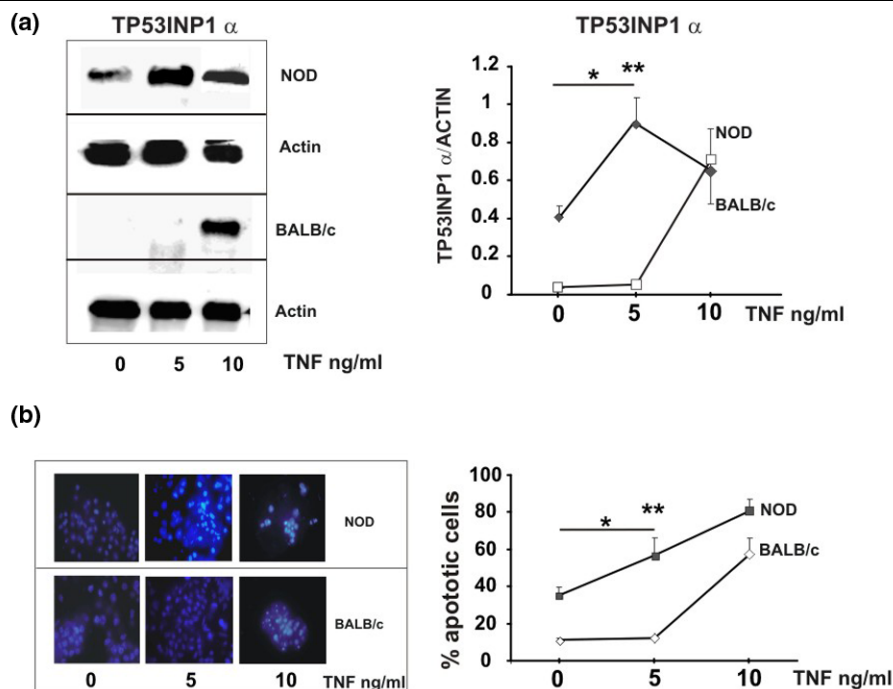 (a)
TP53INP1 α
NOD
Actin
BALB/c
Actin
0 5 10 TNF ng/ml
TP53INP1 α
TP53INP1 α/ACTIN
1.2
1
0.8
0.6
0.4
0.2
0
* **
NOD
BALB/c
0 5 10 TNF ng/ml
(b)
NOD
BALB/c
0 5 10 TNF ng/ml
% apototic cells
100
80
60
40
20
0
* **
NOD
BALB/c
0 5 10 TNF ng/ml